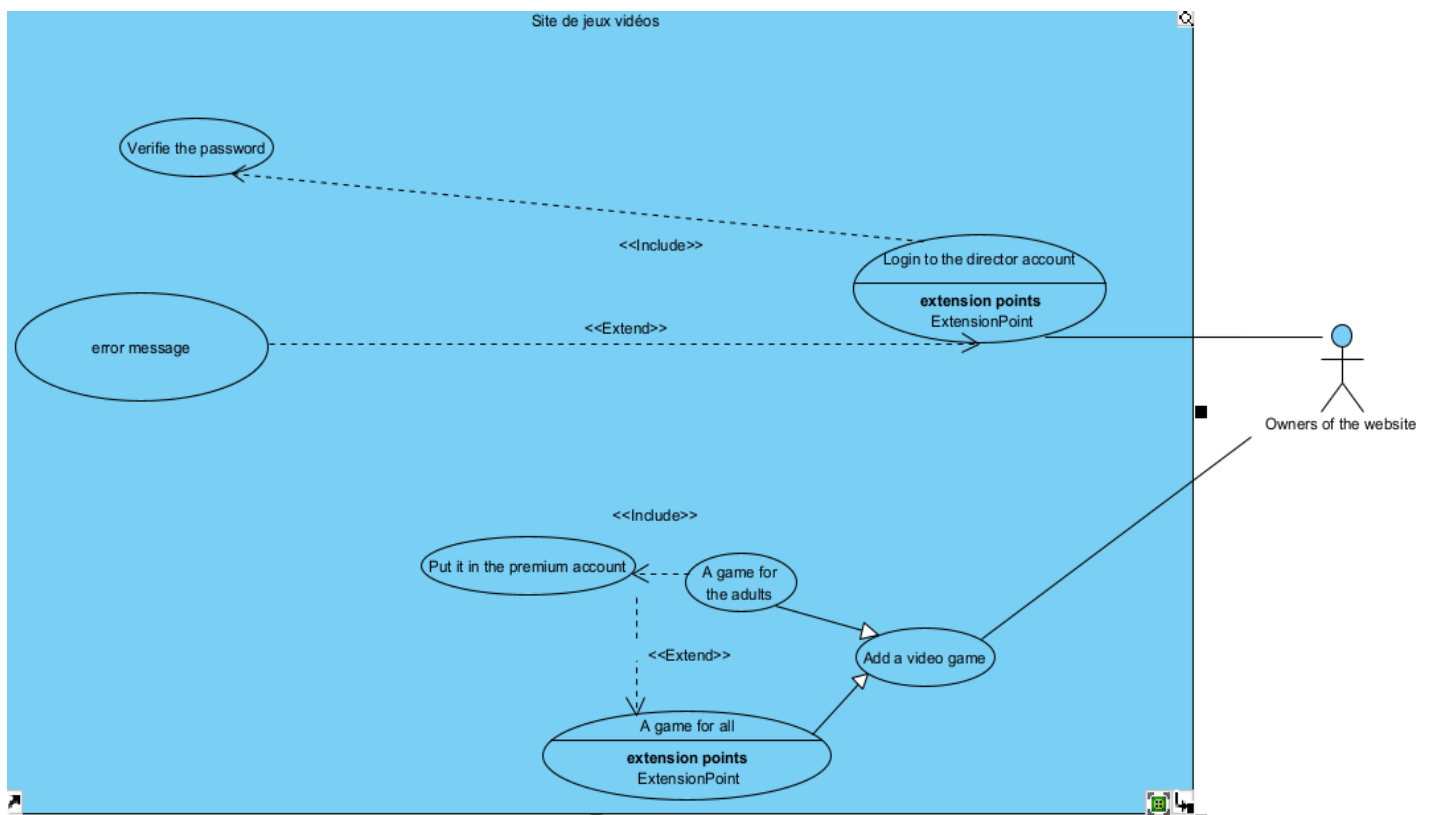 Site de jeux vidéos
Verifie the password
<<Include>>
Login to the director account
extension points
ExtensionPoint
<<Extend>>
error message
Owners of the website
<<Include>>
Put it in the premium account
A game for
the adults
<<Extend>>
Add a video game
A game for all
extension points
ExtensionPoint